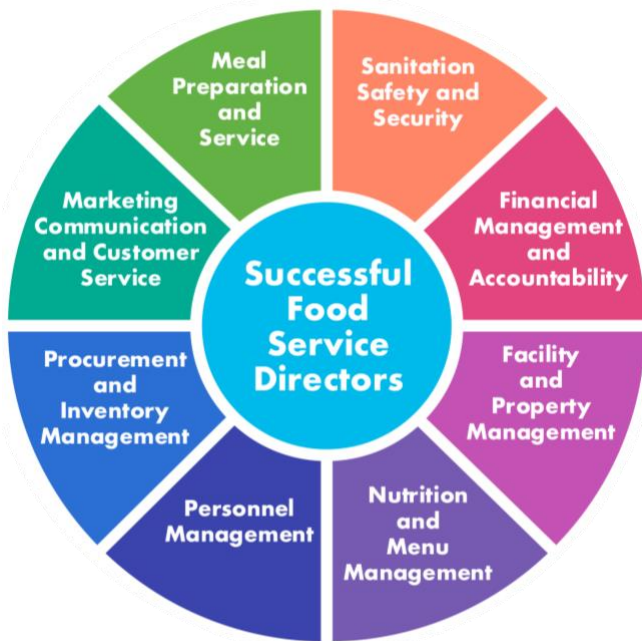 Meal
Preparation
and
Service
Sanitation
Safety and
Security
Financial
Management
and
Accountability
Facility
and
Property
Management
Nutrition
and
Menu
Management
Personnel
Management
Procurement
and
Inventory
Management
Marketing
Communication
and Customer
Service
Successful
Food
Service
Directors